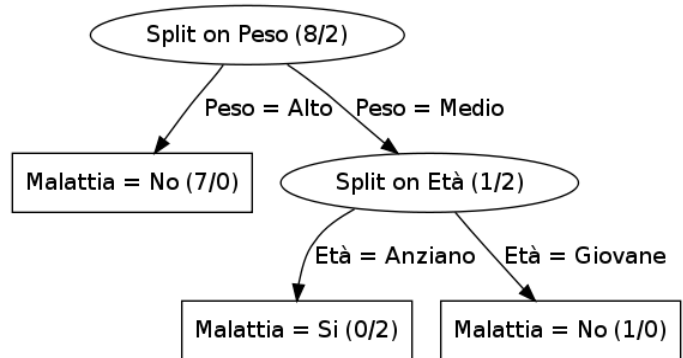 Split on Peso (8/2)
Peso = Alto
Peso = Medio
Malattia = No (7/0)
Split on Età (1/2)
Età = Anziano
Età = Giovane
Malattia = Si (0/2)
Malattia = No (1/0)